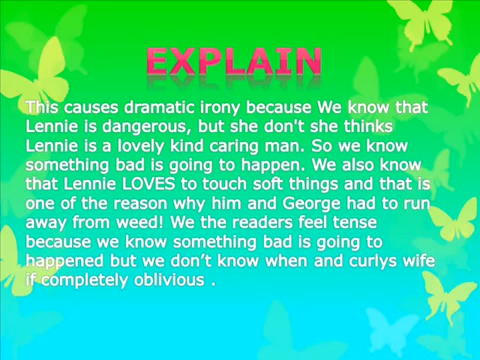 EXPLAIN
This causes dramatic irony because We know that
Lennie is dangerous, but she don't she thinks
Lennie is a lovely kind caring man. So we know
something bad is going to happen. We also know
that Lennie LOVES to touch soft things and that is
one of the reason why him and George had to run
away from weed! We the readers feel tense
because we know something bad is going to
happened but we don’t know when and curlys wife
if completely oblivious .